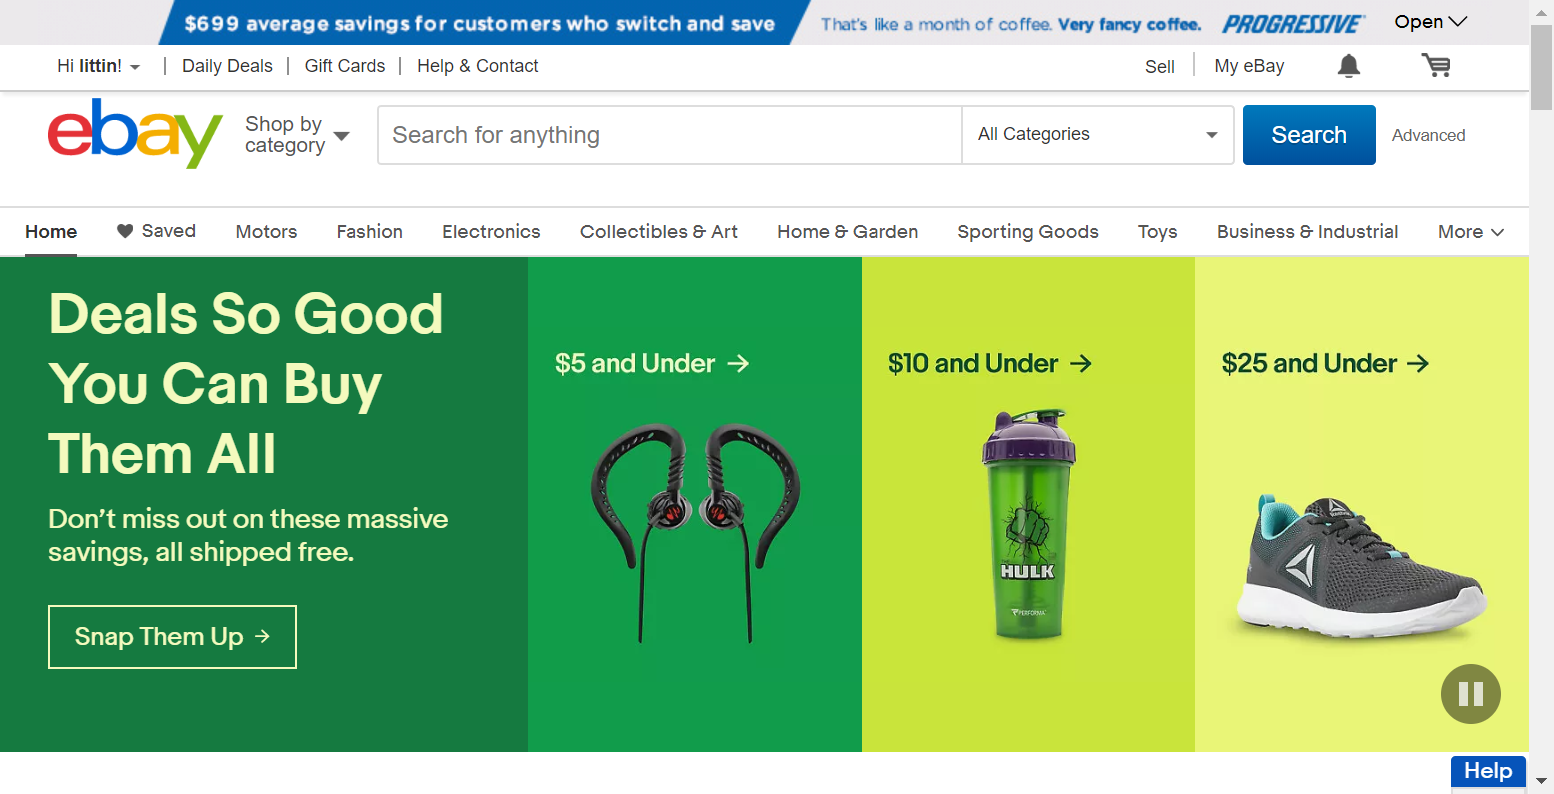 $699 average savings for customers who switch and save
That's like a month of coffee. Very fancy coffee.
PROGRESSIVE
Open
Hi littin!
Daily Deals
Gift Cards
Help & Contact
Sell
My eBay
ebay
Shop by
category
Search for anything
All Categories
Search
Advanced
Home
Saved
Motors
Fashion
Electronics
Collectibles & Art
Home & Garden
Sporting Goods
Toys
Business & Industrial
More
Deals So Good
You Can Buy
Them All
Don’t miss out on these massive
savings, all shipped free.
Snap Them Up →
$5 and Under →
$10 and Under →
HULK
PERFORMA
$25 and Under →
Reebok
Help